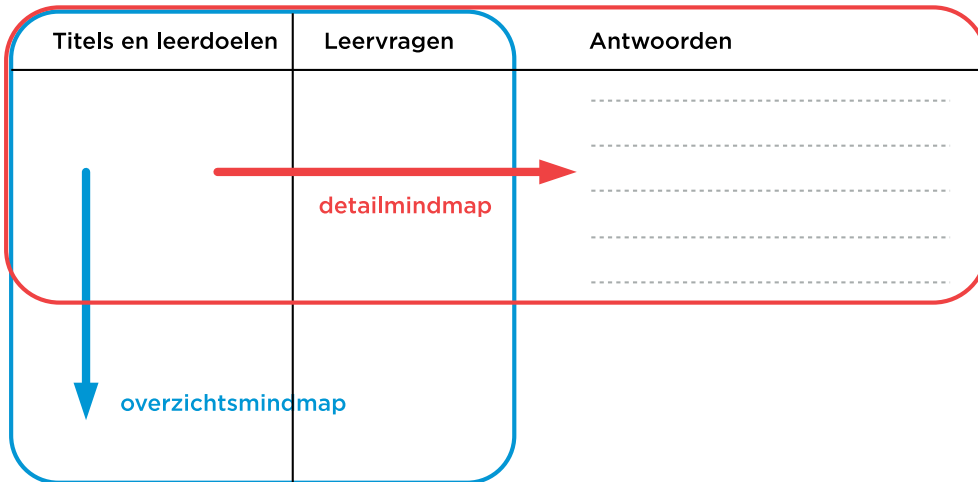 Titels en leerdoelen
Leervragen
Antwoorden
detailmindmap
overzichtsmindmap